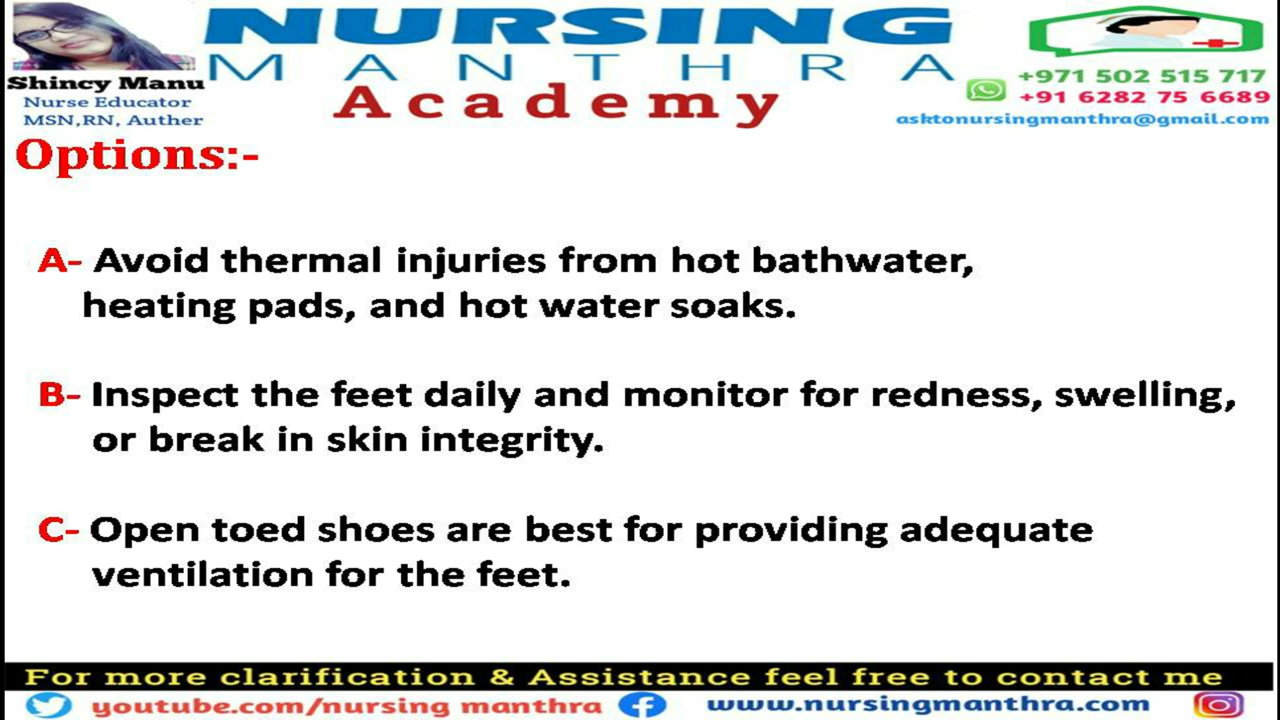 NURSING
MANTHRA
Academy
Shincy Manu
Nurse Educator
MSN,RN, Auther
+971 502 515 717
+91 6282 75 6689
asktonursingmanthra@gmail.com
Options:-
A- Avoid thermal injuries from hot bathwater,
heating pads, and hot water soaks.
B- Inspect the feet daily and monitor for redness, swelling,
or break in skin integrity.
C- Open toed shoes are best for providing adequate
ventilation for the feet.
For more clarification & Assistance feel free to contact me
youtube.com/nursing manthra
www.nursingmanthra.com